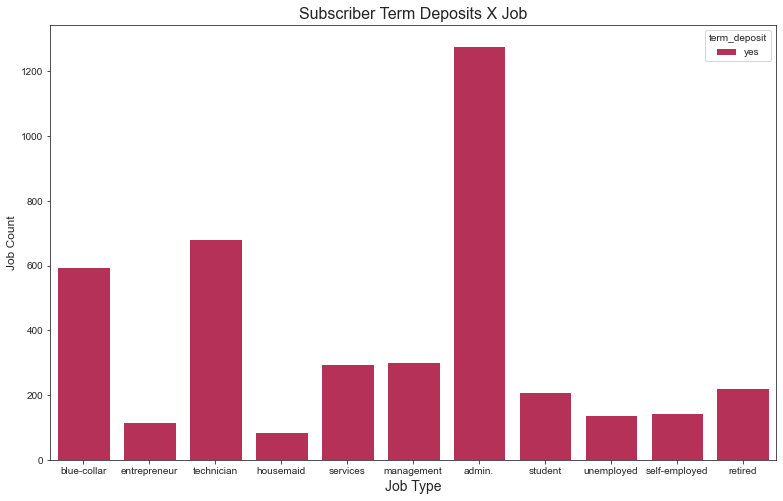 Subscriber Term Deposits X Job
term_deposit
yes
1200
1000
800
600
400
200
0
Job Count
blue-collar entrepreneur technician housemaid services management admin. student unemployed self-employed retired
Job Type